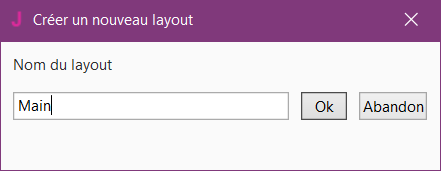 J Créer un nouveau layout
Nom du layout
Main
Ok
Abandon